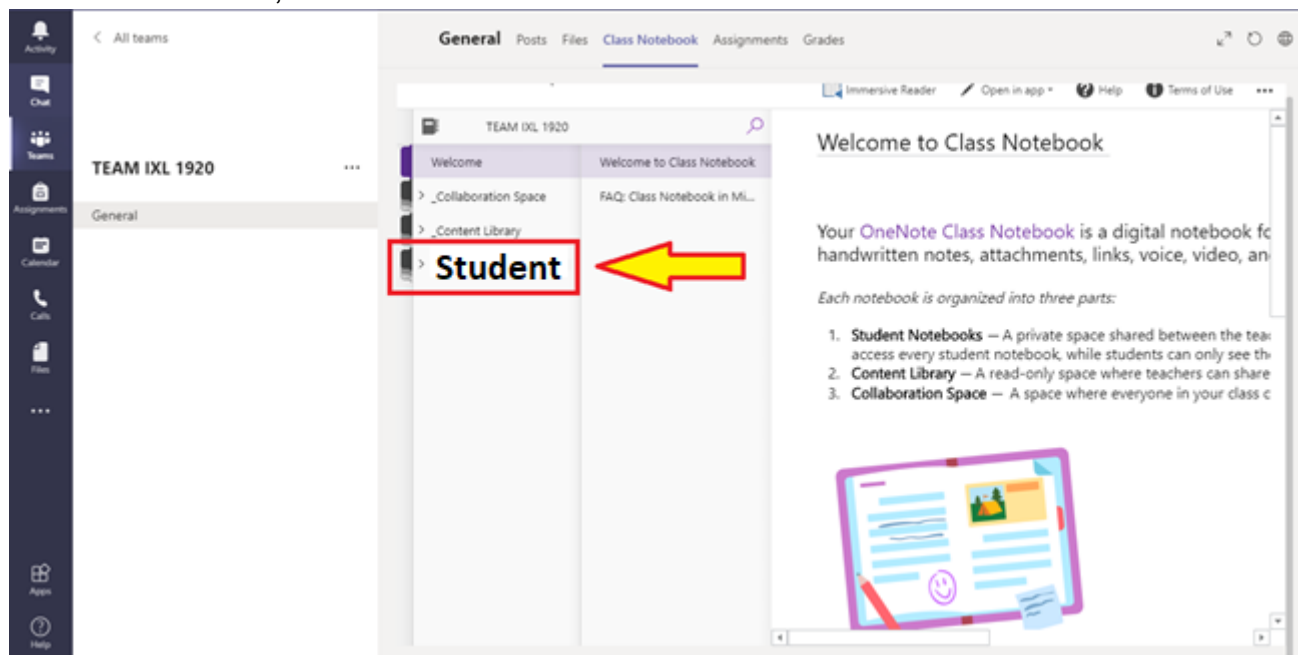 Activity
Chat
Teams
Assignments
Calendar
Calls
Files
Apps
Help
< All teams
TEAM IXL 1920 ...
General
General Posts Files Class Notebook Assignments Grades
Immersive Reader Open in app Help Terms of Use ...
TEAM IXL 1920
Welcome
> _Collaboration Space
> _Content Library
> Student
Welcome to Class Notebook
FAQ: Class Notebook in Mi...
Welcome to Class Notebook
Your OneNote Class Notebook is a digital notebook fo
handwritten notes, attachments, links, voice, video, an
Each notebook is organized into three parts:
1. Student Notebooks — A private space shared between the teac
access every student notebook, while students can only see th
2. Content Library — A read-only space where teachers can share
3. Collaboration Space — A space where everyone in your class c